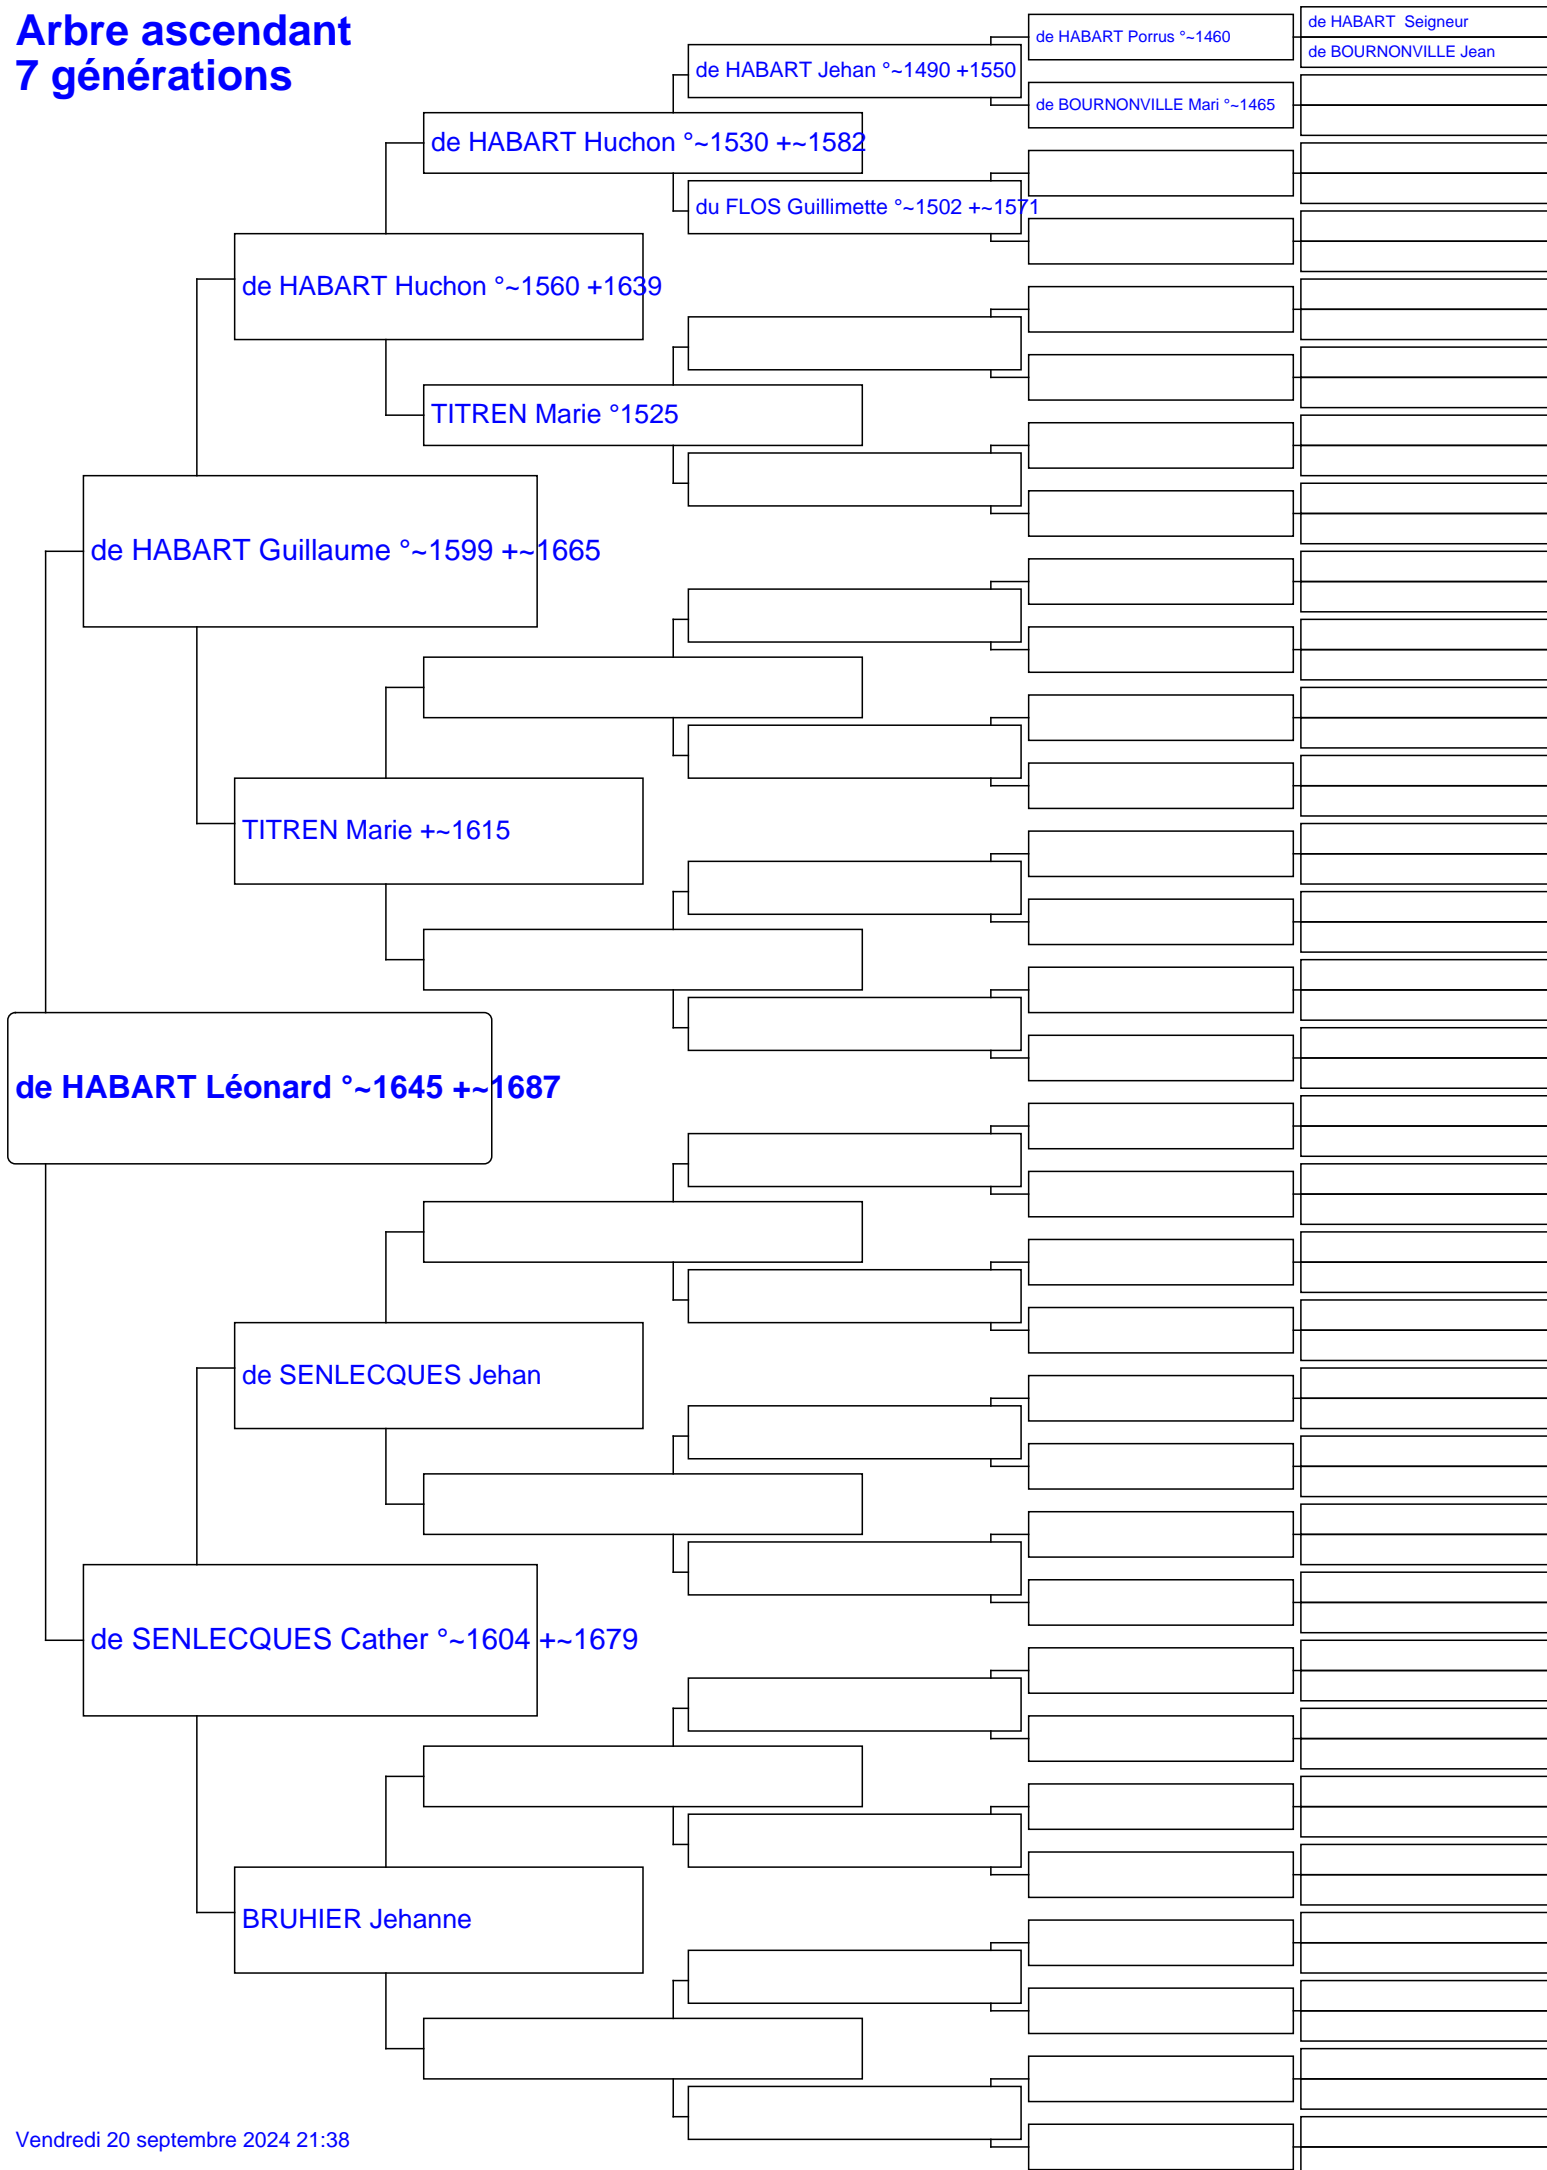 Arbre ascendant
7 générations
de HABART  Seigneur
de HABART Porrus °~1460
de BOURNONVILLE Jean
de HABART Jehan °~1490 +1550
de BOURNONVILLE Mari °~1465
de HABART Huchon °~1530 +~1582
du FLOS Guillimette °~1502 +~1571
de HABART Huchon °~1560 +1639
TITREN Marie °1525
de HABART Guillaume °~1599 +~1665
TITREN Marie +~1615
de HABART Léonard °~1645 +~1687
de SENLECQUES Jehan
de SENLECQUES Cather °~1604 +~1679
BRUHIER Jehanne
Vendredi 20 septembre 2024 21:38